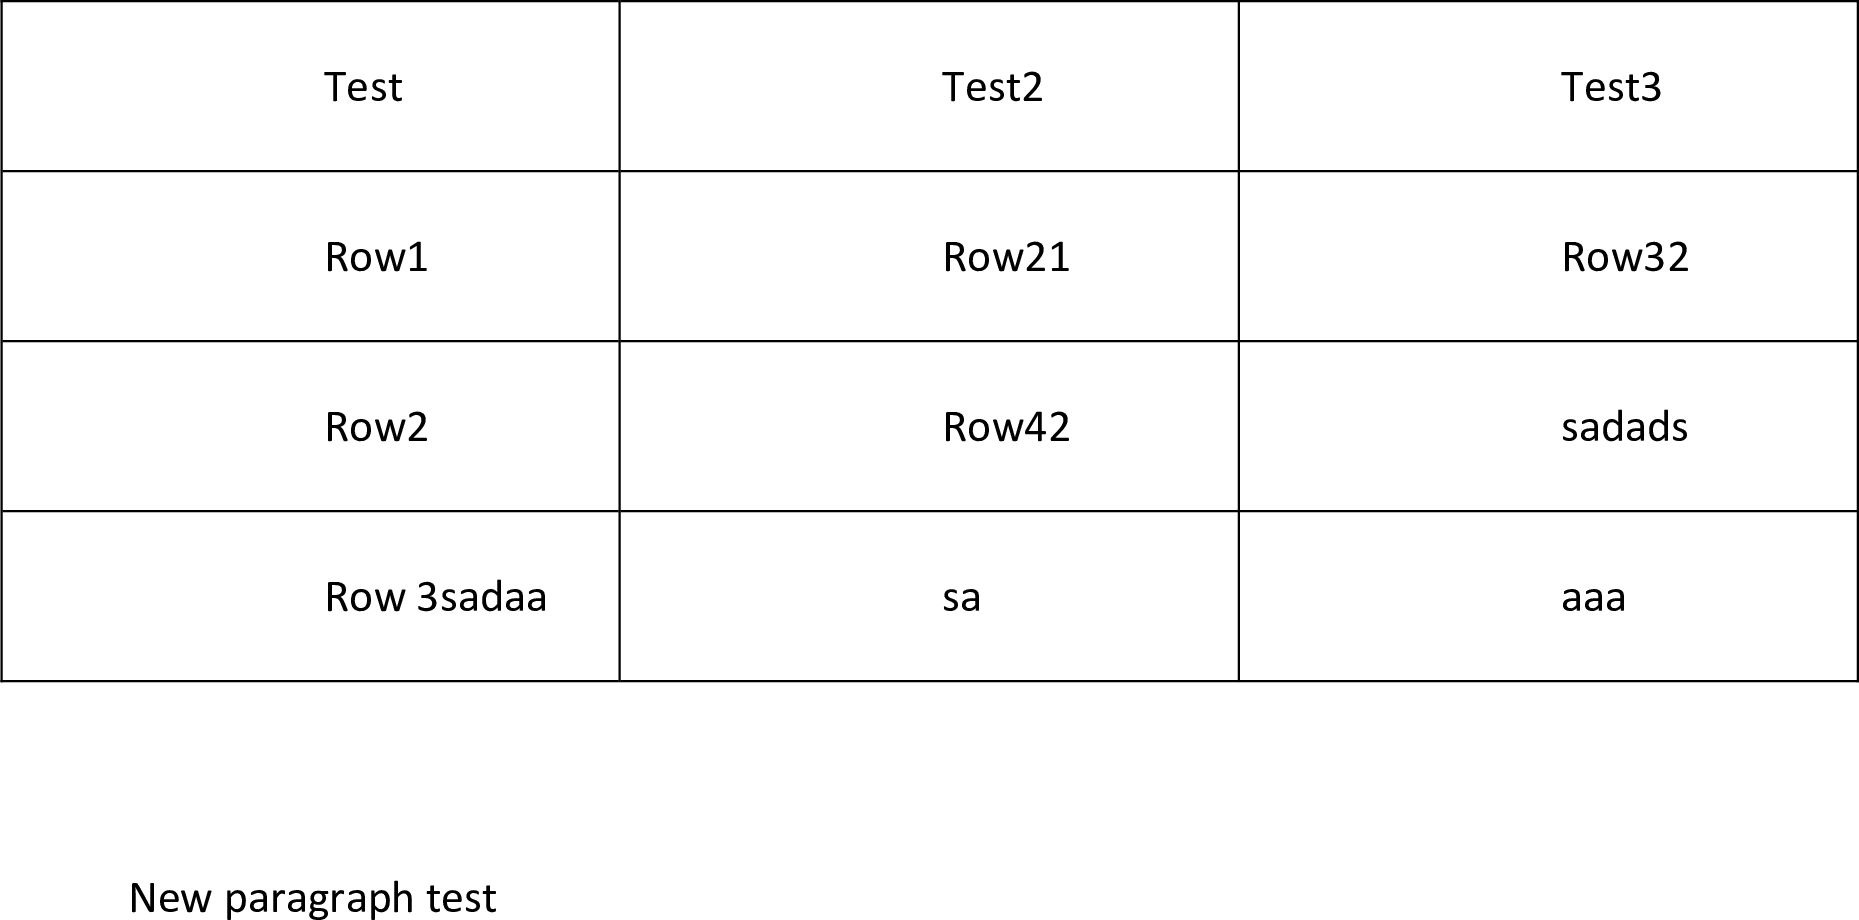 Test Test2 Test3
Row1 Row21 Row32
Row2 Row42 sadads
Row 3sadaa sa aaa
New paragraph test